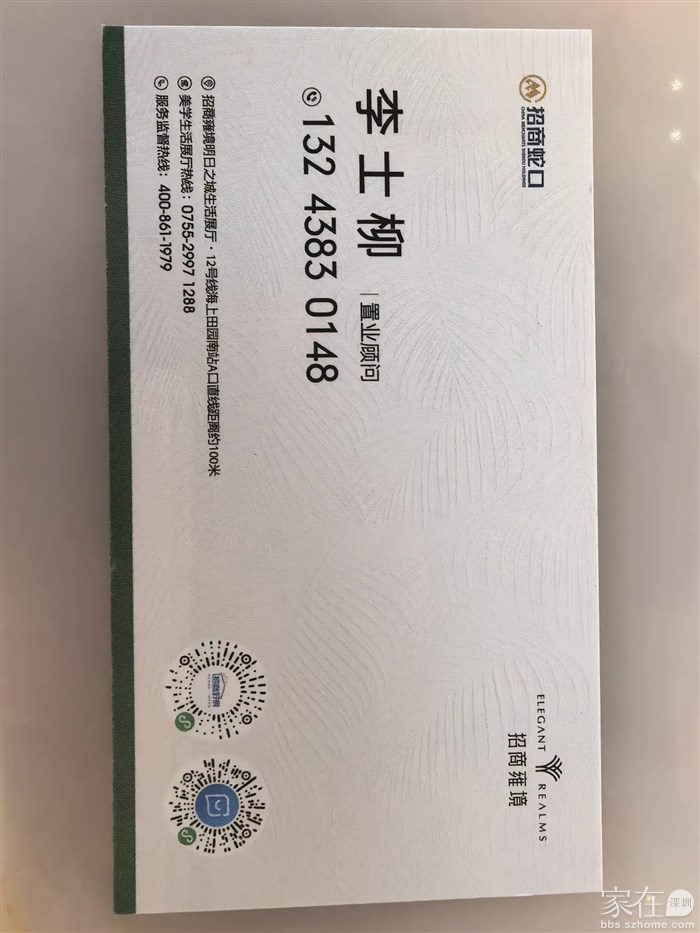 招商蛇口
CHINA MERCHANTS SHEKOU HOLDINGS
ELEGANT REALMS
招商雍境
李士柳 | 置业顾问
132 4383 0148
招商雍境明日之城生活展厅·12号线海上田园南站A口直线距离约100米
美学生活展厅热线：0755-2997 1288
服务监督热线：400-861-1979
招商好房
家在深圳
bbs.szhome.com